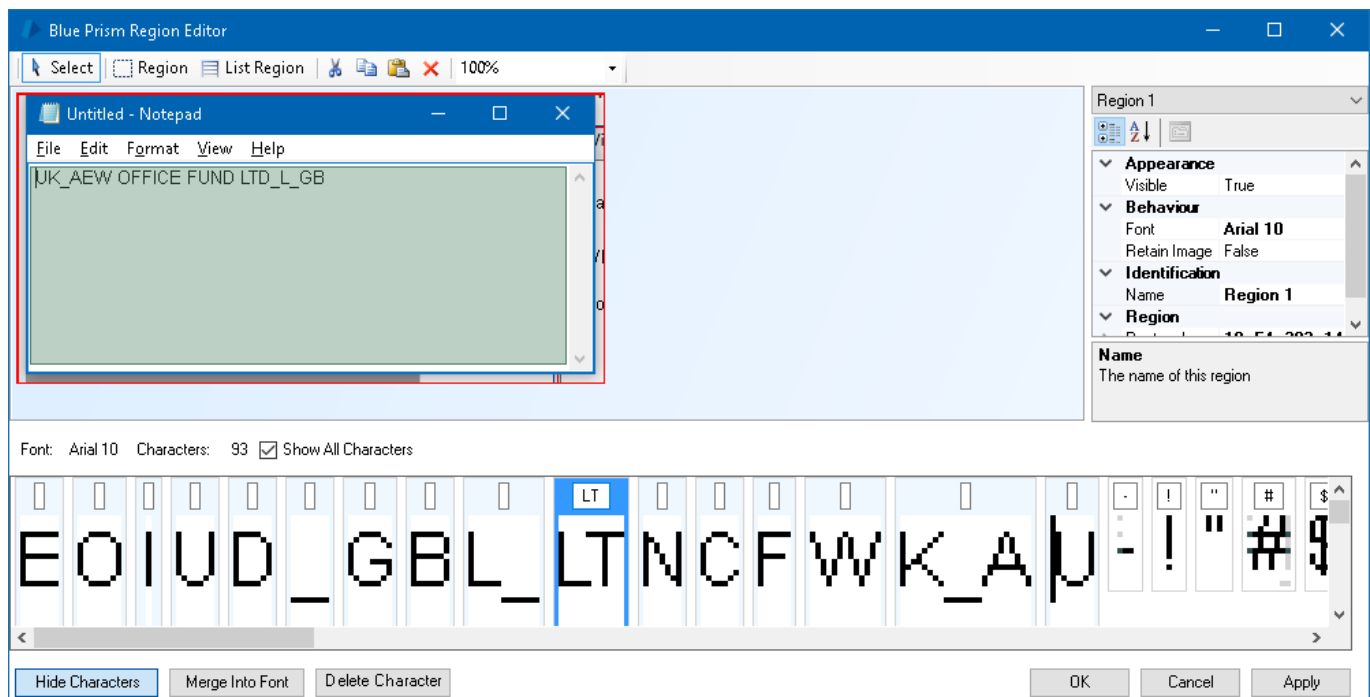 Blue Prism Region Editor
Select Region List Region 100%
Untitled - Notepad
File Edit Format View Help
UK_AEW OFFICE FUND LTD_L_GB
Region 1
Appearance
Visible True
Behaviour
Font Arial 10
Retain Image False
Identification
Name Region 1
Region
Name
The name of this region
Font: Arial 10 Characters: 93 Show All Characters
LT - ! " # $
E O I U D _ G B L_ LT N C F W K_A U - ! " # $
Hide Characters Merge Into Font Delete Character OK Cancel Apply